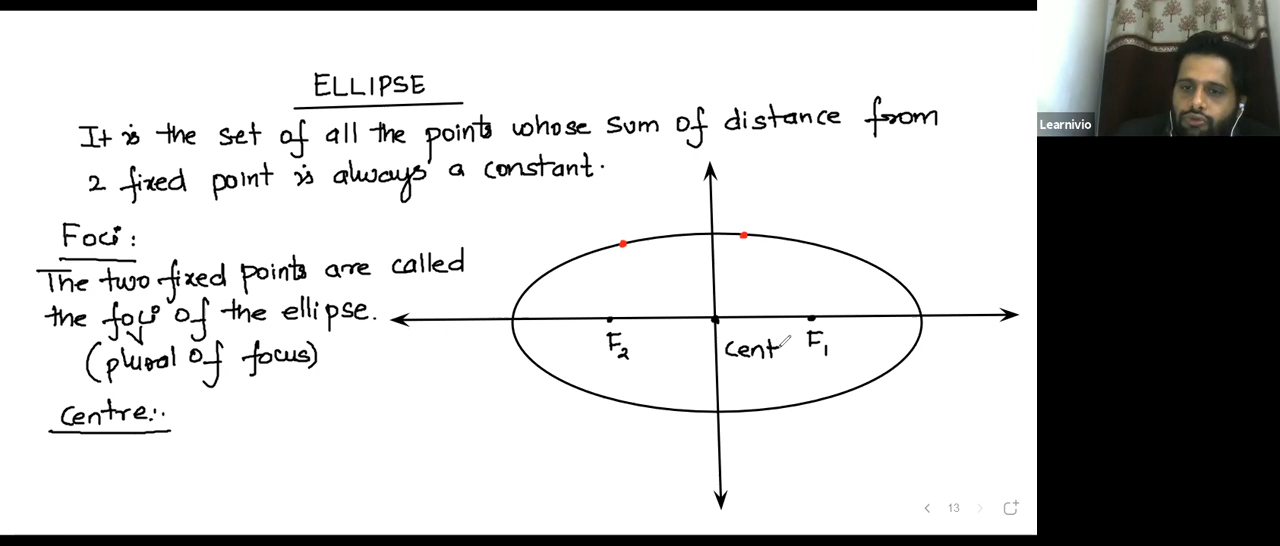 ELLIPSE
It is the set of all the points whose sum of distance from
2 fixed point is always a constant.
Foci:
The two fixed points are called
the foci of the ellipse.
(plural of focus)
Centre:.
F2
Cent
F1
Learnivio
13